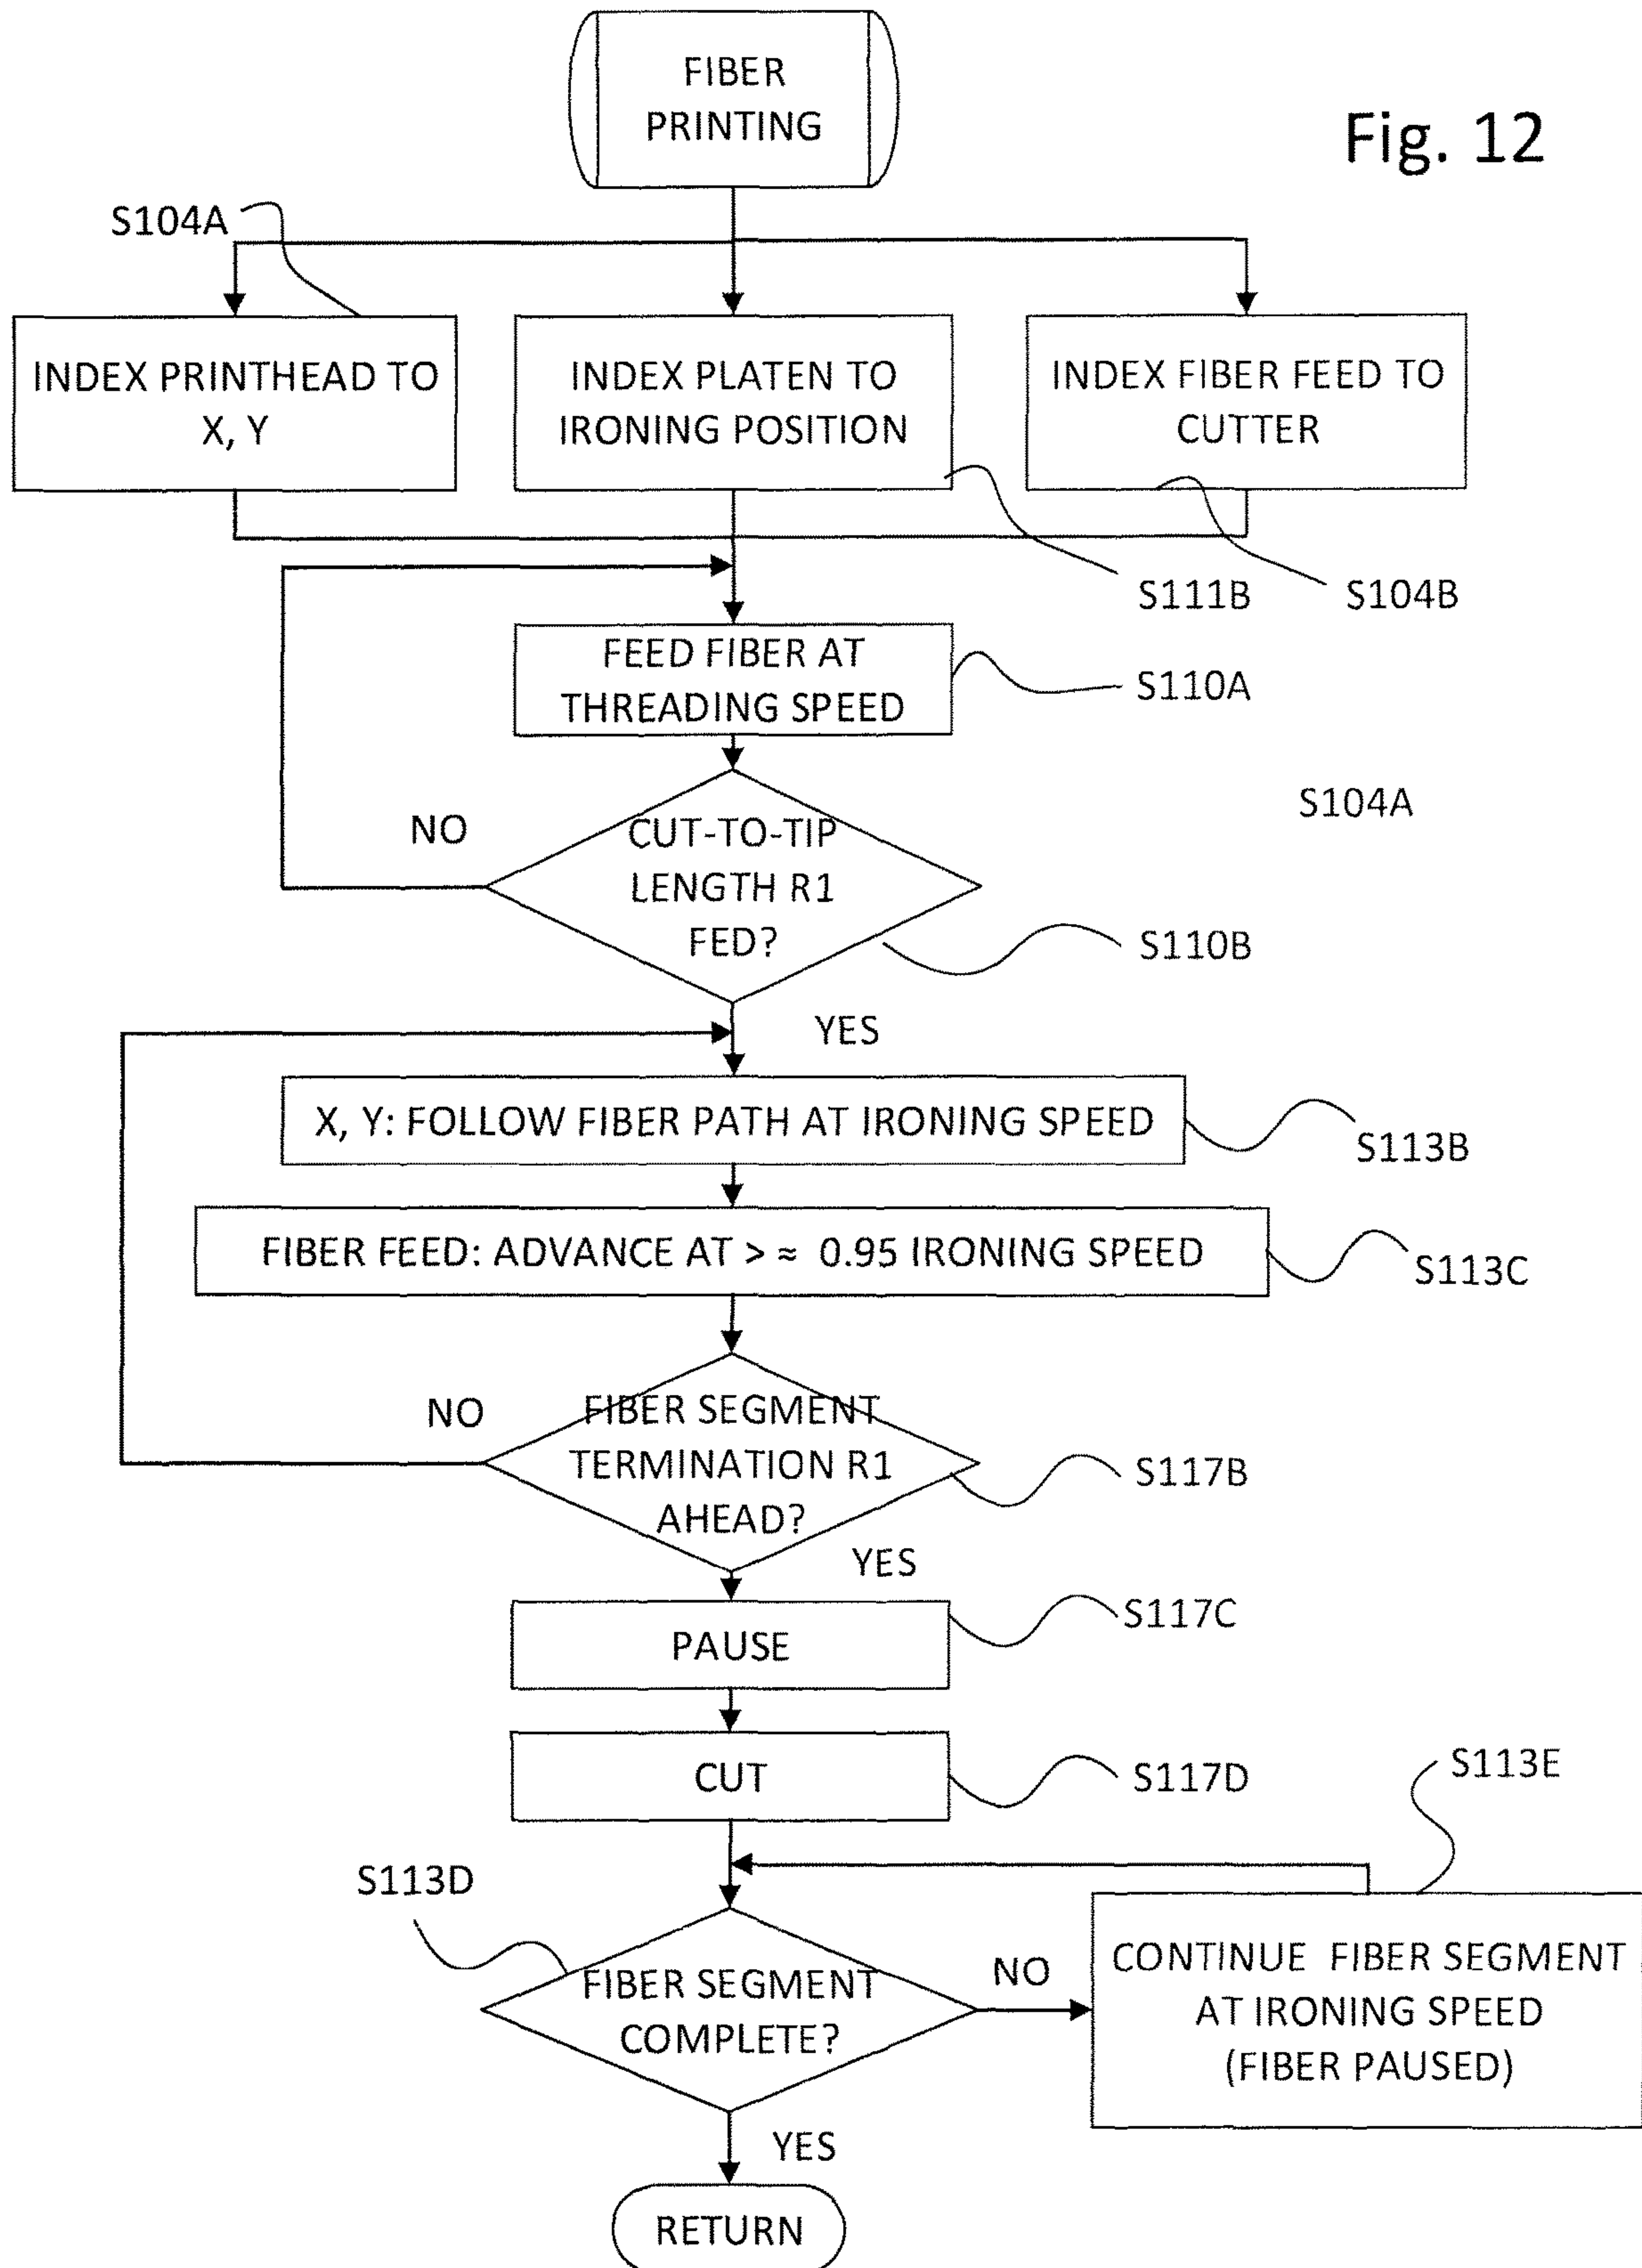 FIBER
PRINTING
Fig. 12
S104A
INDEX PRINTHEAD TO
X, Y
INDEX PLATEN TO
IRONING POSITION
INDEX FIBER FEED TO
CUTTER
S111B
S104B
FEED FIBER AT
THREADING SPEED
S110A
S104A
NO
CUT-TO-TIP
LENGTH R1
FED?
S110B
YES
X, Y: FOLLOW FIBER PATH AT IRONING SPEED
S113B
FIBER FEED: ADVANCE AT > ≈ 0.95 IRONING SPEED
S113C
NO
FIBER SEGMENT
TERMINATION R1
AHEAD?
S117B
YES
PAUSE
S117C
CUT
S117D
S113E
S113D
FIBER SEGMENT
COMPLETE?
NO
CONTINUE FIBER SEGMENT
AT IRONING SPEED
(FIBER PAUSED)
YES
RETURN